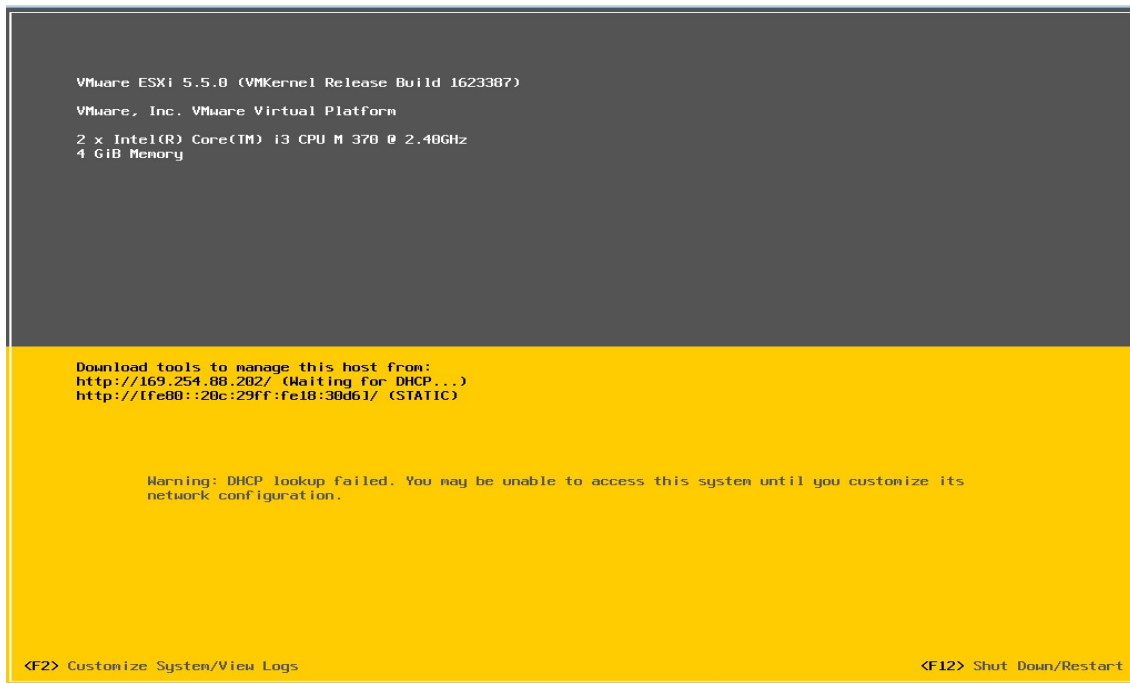 VMware ESXi 5.5.0 (VMKernel Release Build 1623387)
VMware, Inc. VMware Virtual Platform
2 x Intel(R) Core(TM) i3 CPU M 370 @ 2.40GHz
4 GiB Memory
Download tools to manage this host from:
http://169.254.88.202/ (Waiting for DHCP...)
http://[fe80::20c:29ff:fe18:30d6]/ (STATIC)
Warning: DHCP lookup failed. You may be unable to access this system until you customize its
network configuration.
<F2> Customize System/View Logs
<F12> Shut Down/Restart